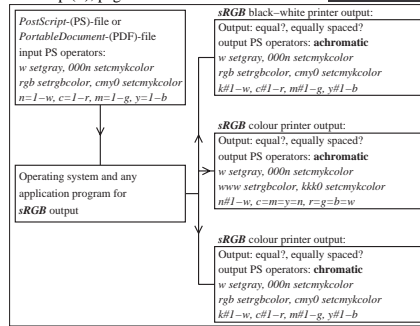 PostScript-(PS)-file or
PortableDocument-(PDF)-file
input PS operators:
w setgray, 000n setcmykcolor
rgb setrgbcolor, cmy0 setcmykcolor
n=1–w, c=1–r, m=1–g, y=1–b
Operating system and any
application program for
sRGB output
sRGB black–white printer output:
Output: equal?, equally spaced?
output PS operators: achromatic
w setgray, 000n setcmykcolor
rgb setrgbcolor, cmy0 setcmykcolor
k#1–w, c#1–r, m#1–g, y#1–b
sRGB colour printer output:
Output: equal?, equally spaced?
output PS operators: achromatic
w setgray, 000n setcmykcolor
www setrgbcolor, kkk0 setcmykcolor
n#1–w, c=m=y=n, r=g=b=w
sRGB colour printer output:
Output: equal?, equally spaced?
output PS operators: chromatic
w setgray, 000n setcmykcolor
rgb setrgbcolor, cmy0 setcmykcolor
k#1–w, c#1–r, m#1–g, y#1–b